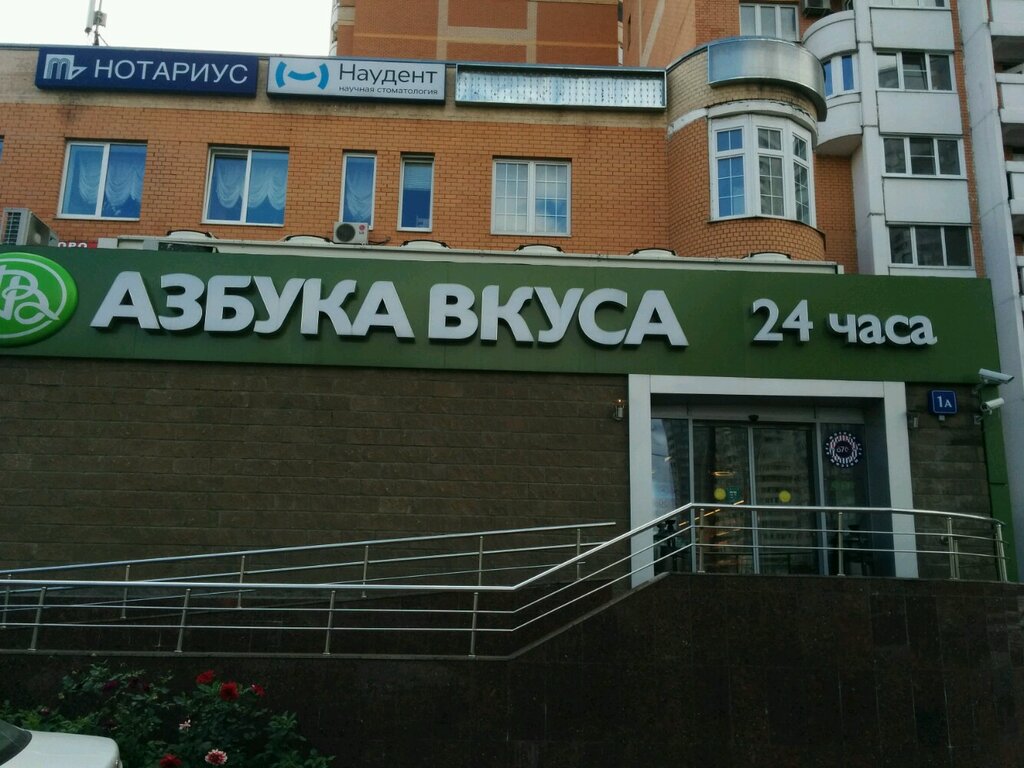 НОТАРИУС
Наудент
научная стоматология
АЗБУКА ВКУСА 24 часа
1А